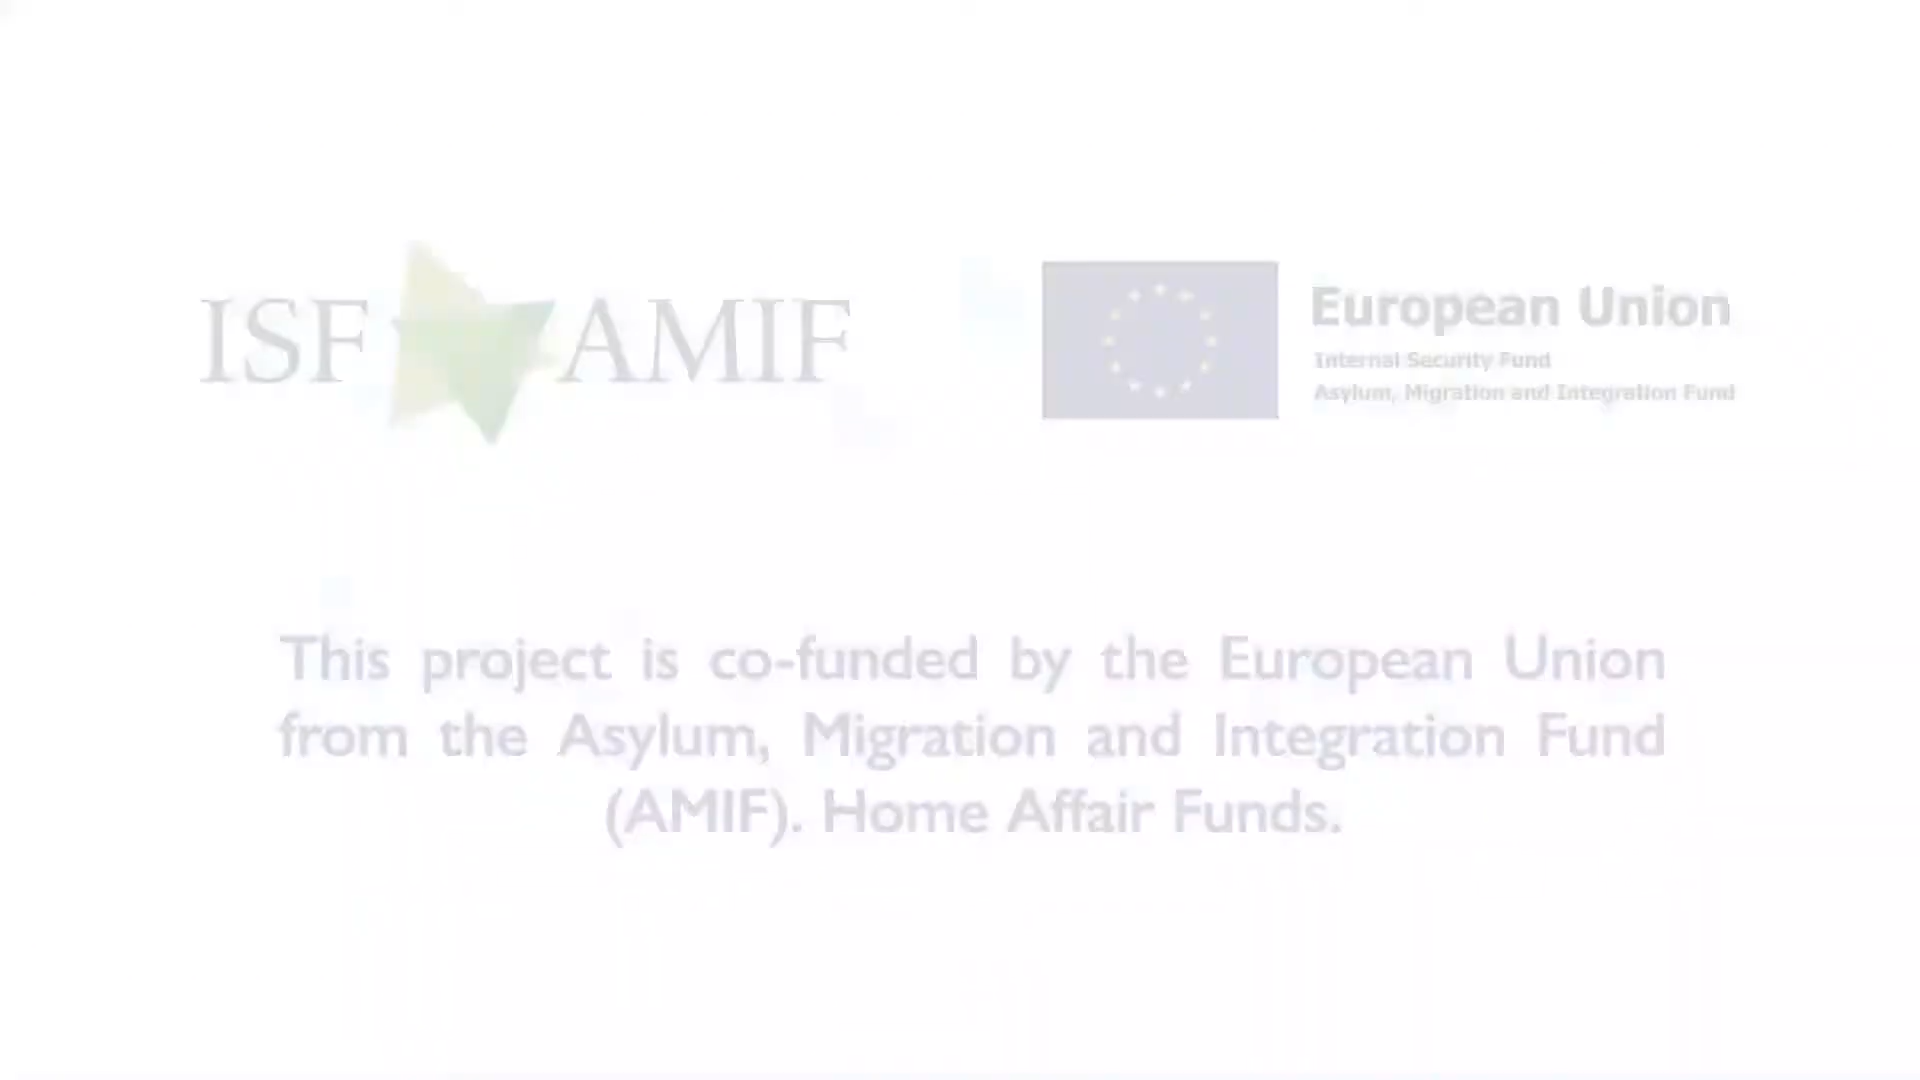 ISF AMIF
European Union
Internal Security Fund
Asylum, Migration and Integration Fund
This project is co-funded by the European Union
from the Asylum, Migration and Integration Fund
(AMIF). Home Affair Funds.